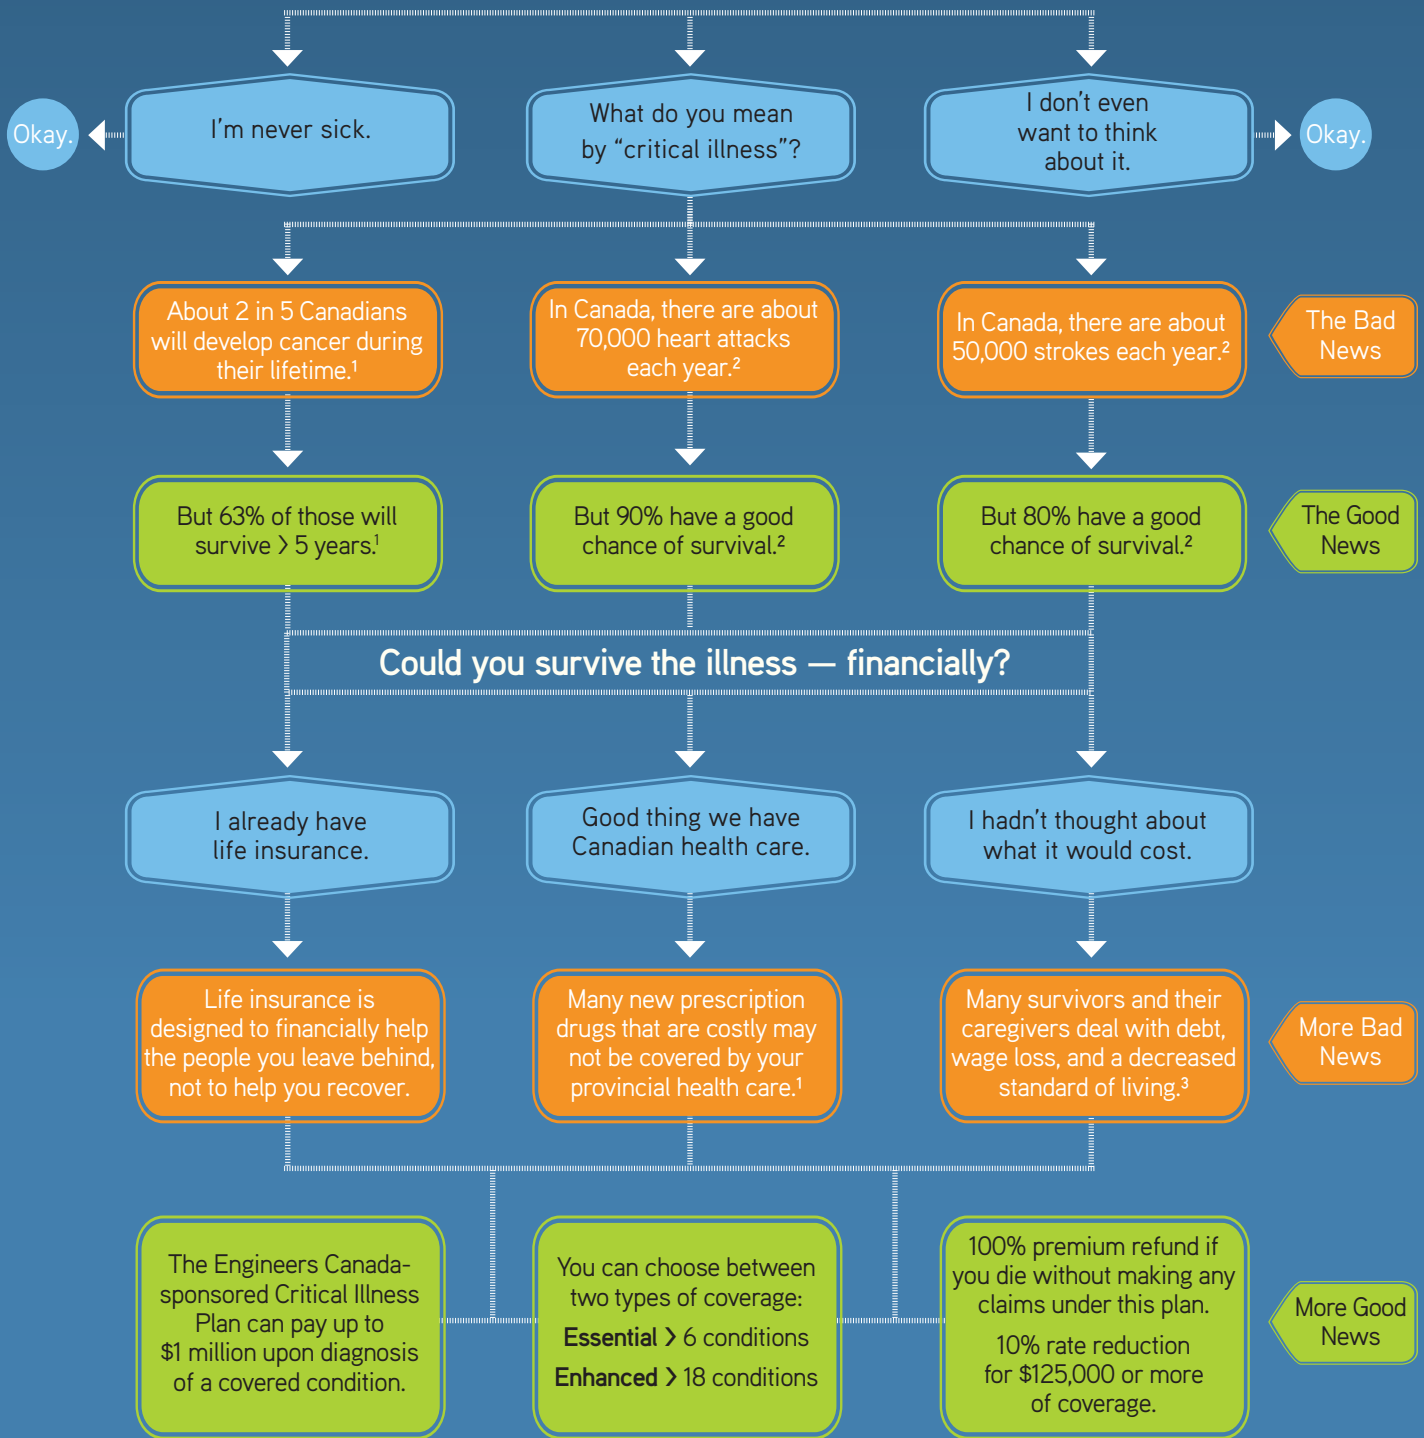 Okay.
I'm never sick.
What do you mean
by “critical illness”?
I don't even
want to think
about it.
Okay.
About 2 in 5 Canadians
will develop cancer during
their lifetime.¹
In Canada, there are about
70,000 heart attacks
each year.²
In Canada, there are about
50,000 strokes each year.²
The Bad
News
But 63% of those will
survive > 5 years.¹
But 90% have a good
chance of survival.²
But 80% have a good
chance of survival.²
The Good
News
Could you survive the illness — financially?
I already have
life insurance.
Good thing we have
Canadian health care.
I hadn't thought about
what it would cost.
Life insurance is
designed to financially help
the people you leave behind,
not to help you recover.
Many new prescription
drugs that are costly may
not be covered by your
provincial health care.¹
Many survivors and their
caregivers deal with debt,
wage loss, and a decreased
standard of living.³
More Bad
News
The Engineers Canada-
sponsored Critical Illness
Plan can pay up to
$1 million upon diagnosis
of a covered condition.
You can choose between
two types of coverage:
Essential > 6 conditions
Enhanced > 18 conditions
100% premium refund if
you die without making any
claims under this plan.
10% rate reduction
for $125,000 or more
of coverage.
More Good
News